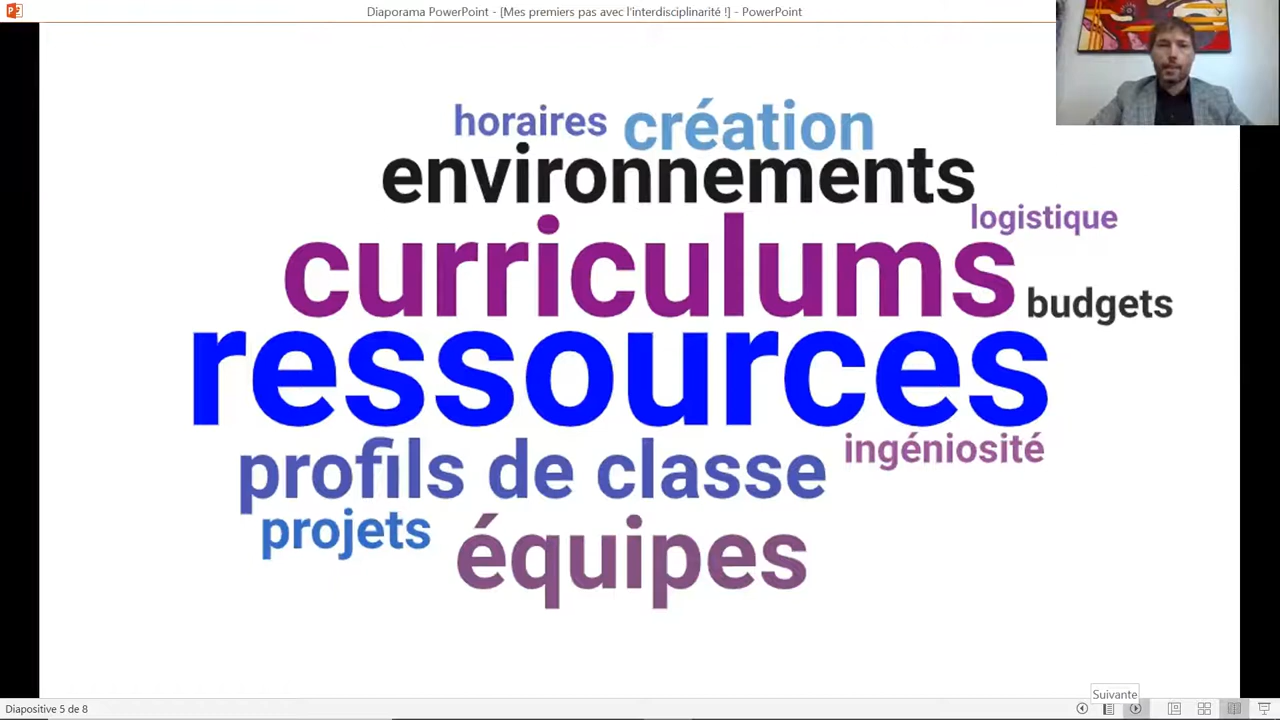 Diaporama PowerPoint - [Mes premiers pas avec l'interdisciplinarité !] - PowerPoint
horaires création
environnements
logistique
curriculums
budgets
ressources
ingéniosité
profils de classe
projets
équipes
Suivante
Diapositive 5 de 8